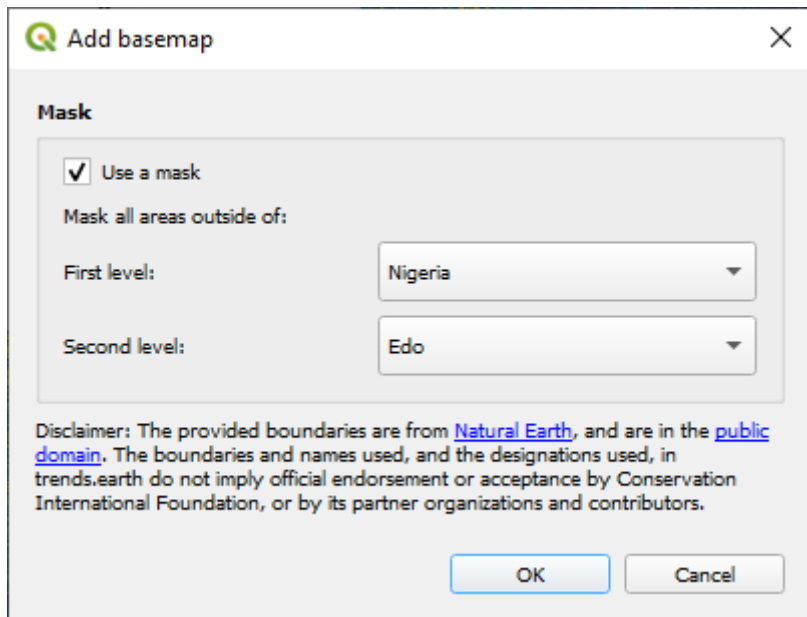 Add basemap
Mask
Use a mask
Mask all areas outside of:
First level: Nigeria
Second level: Edo
Disclaimer: The provided boundaries are from Natural Earth, and are in the public
domain. The boundaries and names used, and the designations used, in
trends.earth do not imply official endorsement or acceptance by Conservation
International Foundation, or by its partner organizations and contributors.
OK Cancel